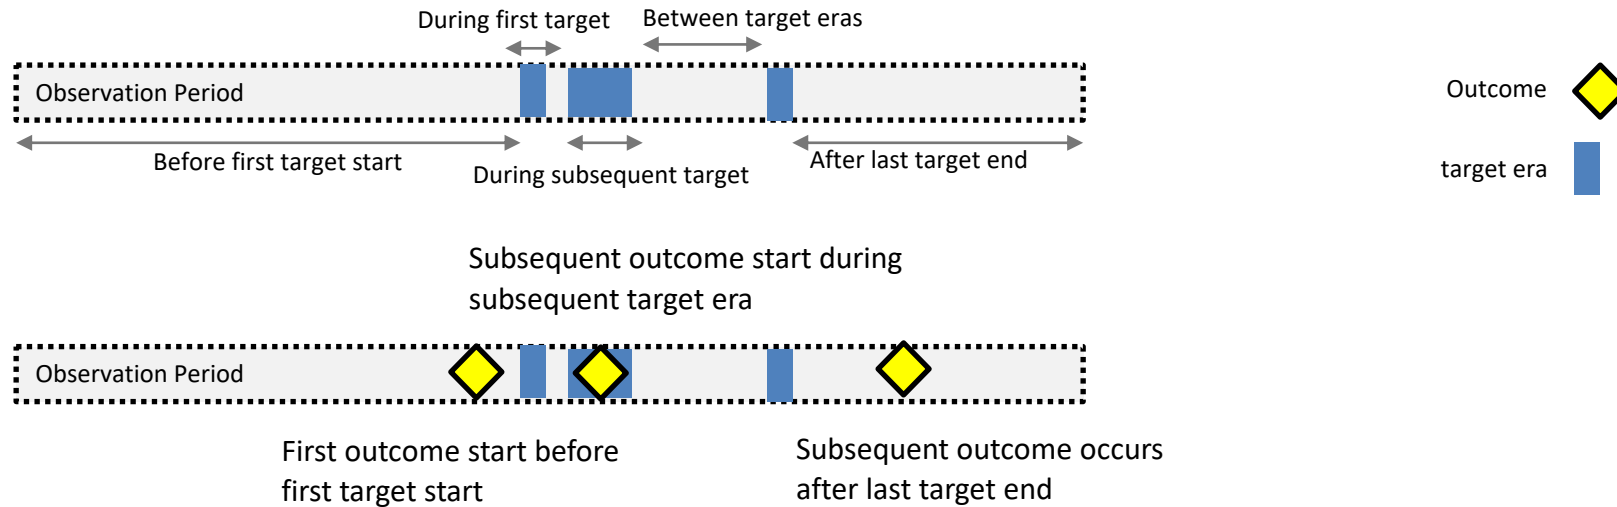 During first target
Between target eras
Observation Period
Outcome
Before first target start
During subsequent target
After last target end
target era
Subsequent outcome start during
subsequent target era
Observation Period
First outcome start before
first target start
Subsequent outcome occurs
after last target end